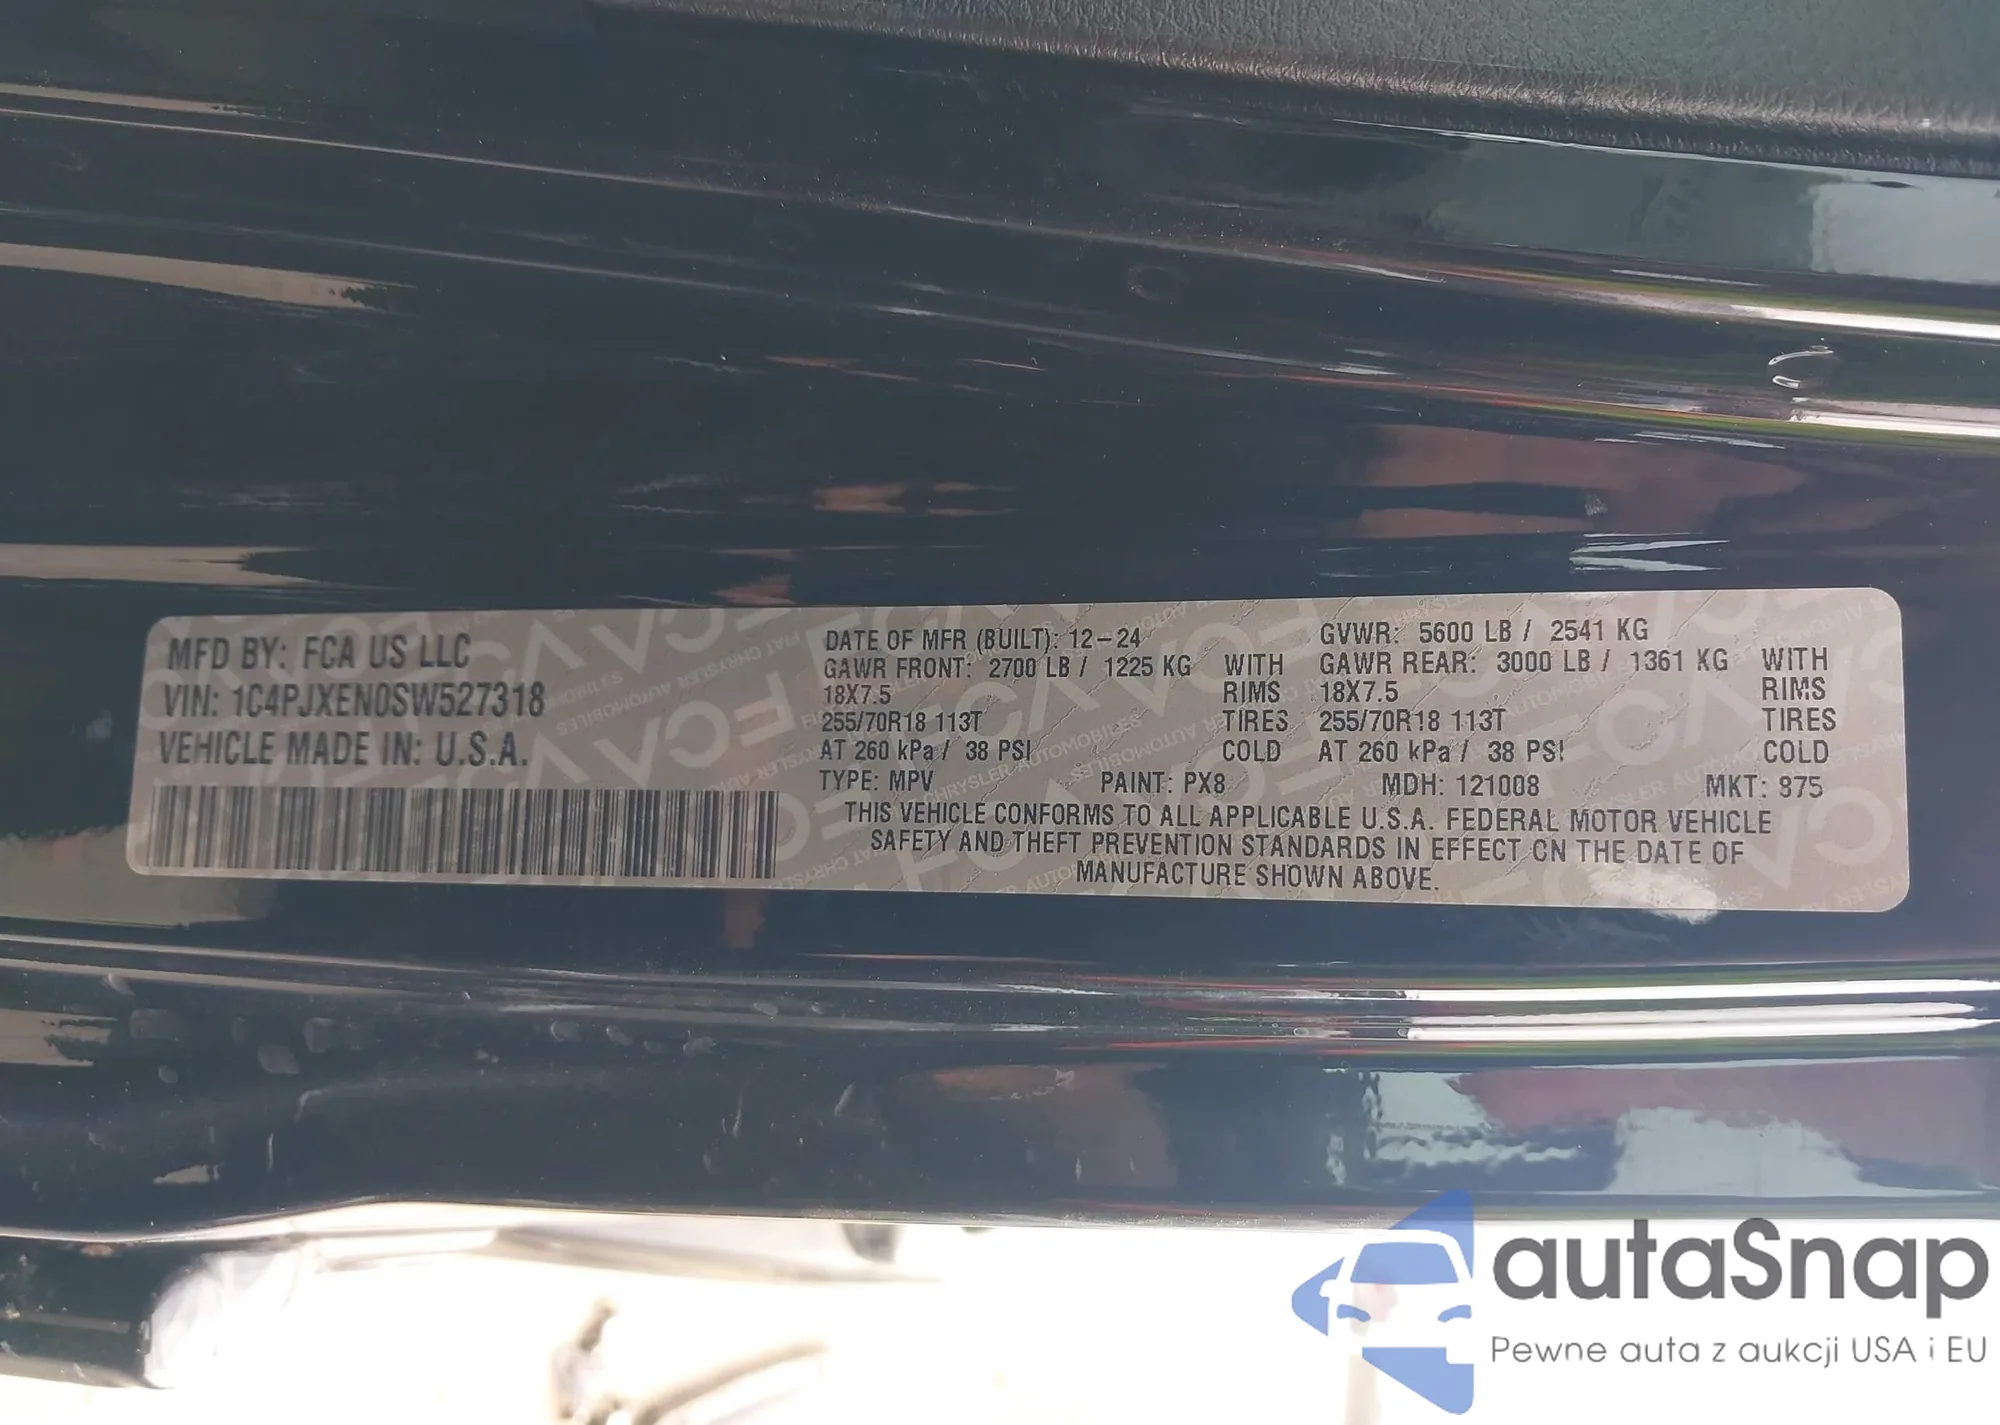 MFD BY: FCA US LLC
VIN: 1C4PJXEN0SW527318
VEHICLE MADE IN: U.S.A.
DATE OF MFR (BUILT): 12-24
GVWR: 5600 LB / 2541 KG
GAWR FRONT: 2700 LB / 1225 KG WITH
GAWR REAR: 3000 LB / 1361 KG WITH
18X7.5 RIMS
18X7.5 RIMS
255/70R18 113T TIRES
255/70R18 113T TIRES
AT 260 kPa / 38 PSI COLD
AT 260 kPa / 38 PSI COLD
TYPE: MPV PAINT: PX8 MDH: 121008 MKT: 875
THIS VEHICLE CONFORMS TO ALL APPLICABLE U.S.A. FEDERAL MOTOR VEHICLE
SAFETY AND THEFT PREVENTION STANDARDS IN EFFECT ON THE DATE OF
MANUFACTURE SHOWN ABOVE.
autaSnap
Pewne auta z aukcji USA i EU